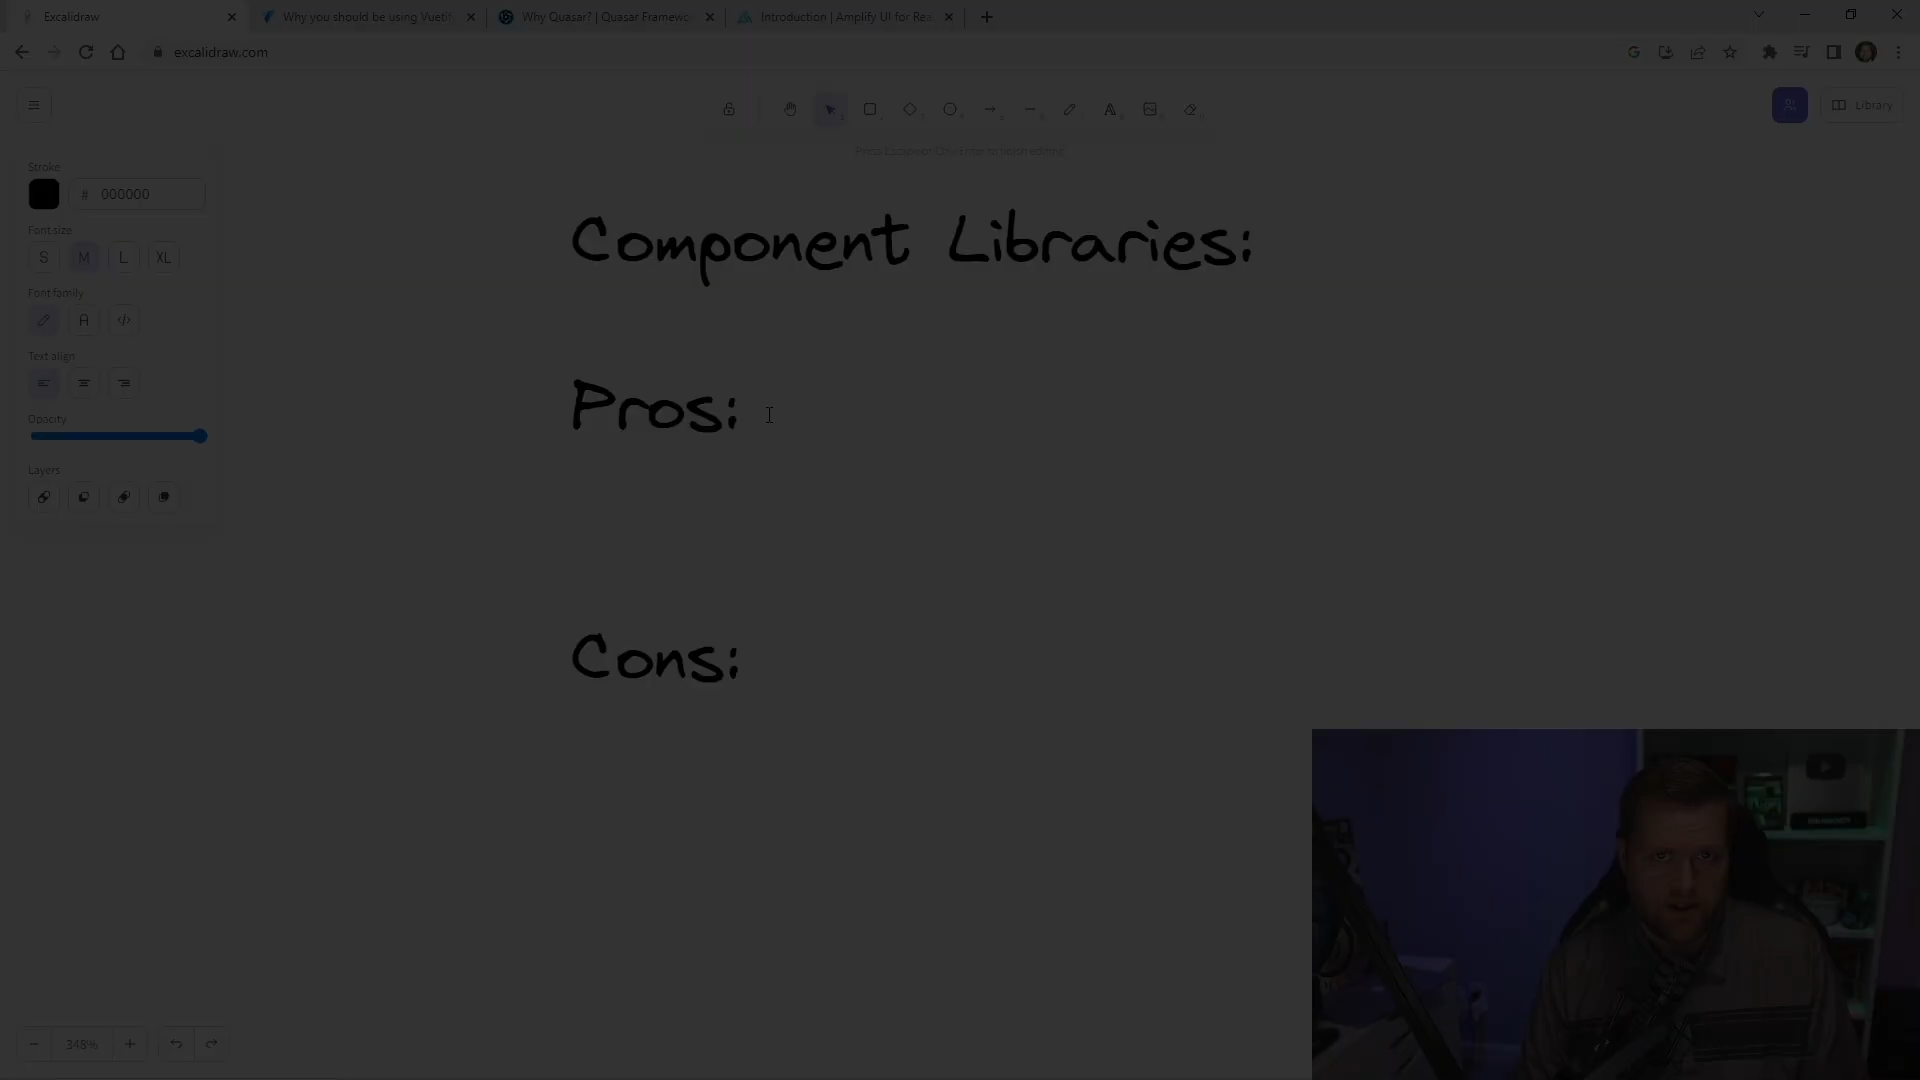 Excalidraw
Why you should be using Vuetif
Why Quasar? | Quasar Framewo
Introduction | Amplify UI for Rea
excalidraw.com
Library
Stroke
# 000000
Font size
S M L XL
Font family
A </>
Text align
Opacity
Layers
Component Libraries:
Pros:
Cons:
348%